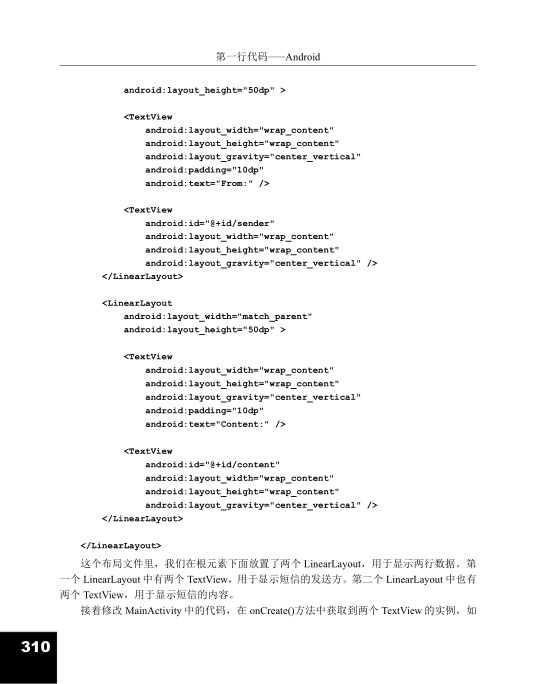 第一行代码——Android
android:layout_height="50dp" >
<TextView
android:layout_width="wrap_content"
android:layout_height="wrap_content"
android:layout_gravity="center_vertical"
android:padding="10dp"
android:text="From:" />
<TextView
android:id="@+id/sender"
android:layout_width="wrap_content"
android:layout_height="wrap_content"
android:layout_gravity="center_vertical" />
</LinearLayout>
<LinearLayout
android:layout_width="match_parent"
android:layout_height="50dp" >
<TextView
android:layout_width="wrap_content"
android:layout_height="wrap_content"
android:layout_gravity="center_vertical"
android:padding="10dp"
android:text="Content:" />
<TextView
android:id="@+id/content"
android:layout_width="wrap_content"
android:layout_height="wrap_content"
android:layout_gravity="center_vertical" />
</LinearLayout>
</LinearLayout>
这个布局文件里，我们在根元素下面放置了两个 LinearLayout，用于显示两行数据。第
一个 LinearLayout 中有两个 TextView，用于显示短信的发送方。第二个 LinearLayout 中也有
两个 TextView，用于显示短信的内容。
接着修改 MainActivity 中的代码，在 onCreate()方法中获取到两个 TextView 的实例，如
310